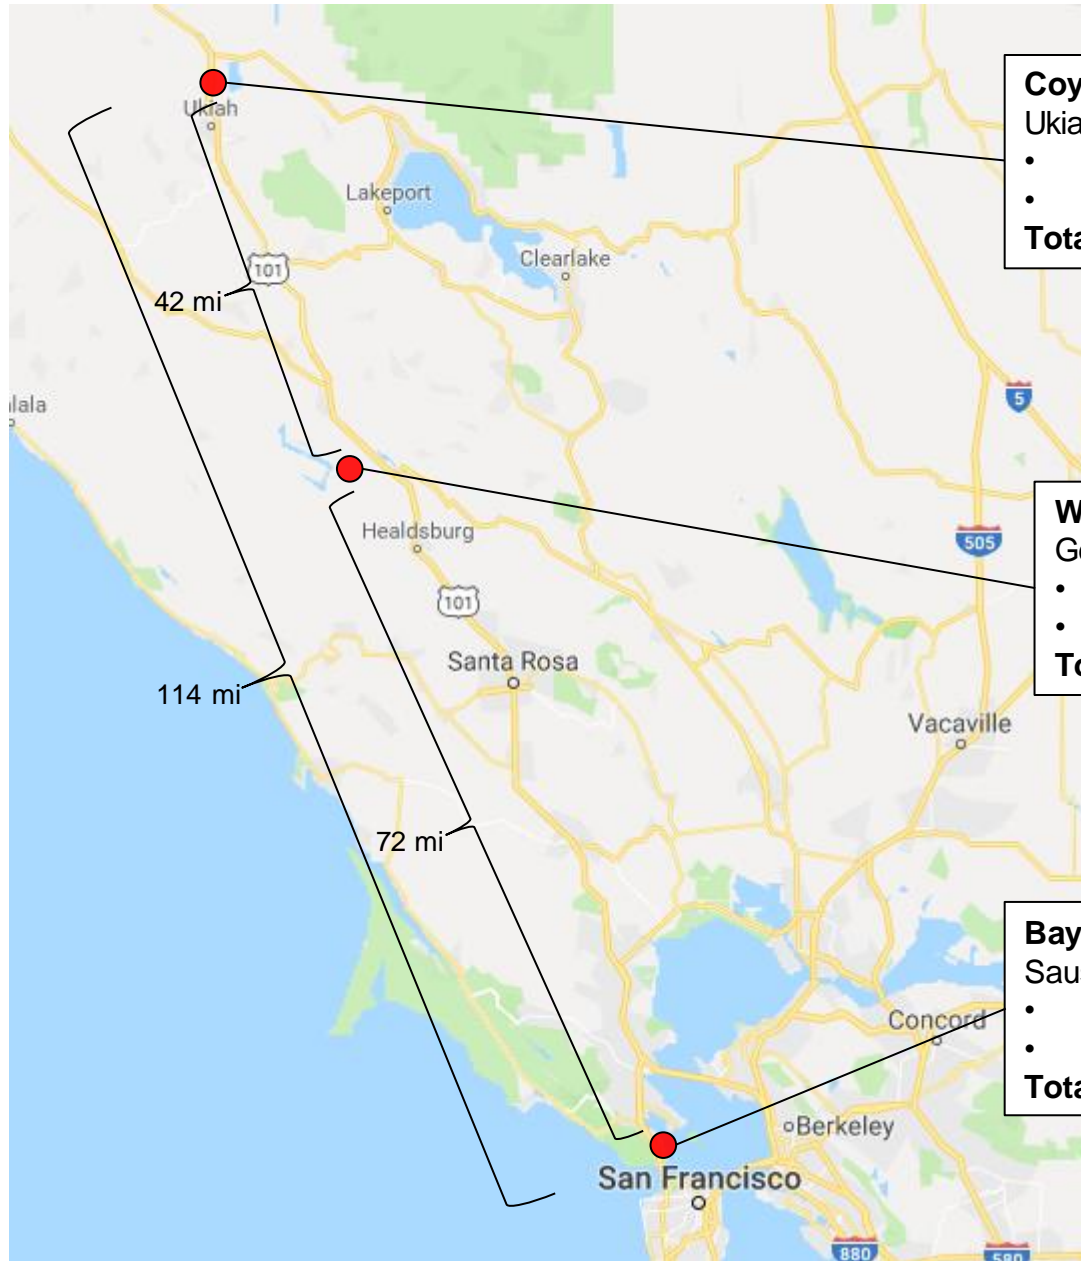 Coy
Ukiah
Ukia
•
•
Tota
Lakeport
Clearlake
101
42 mi
5
lala
W
Ge
•
•
To
505
Healdsburg
101
Santa Rosa
114 mi
Vacaville
72 mi
Bay
Saus
•
•
Tota
Concord
Berkeley
San Francisco
880
580